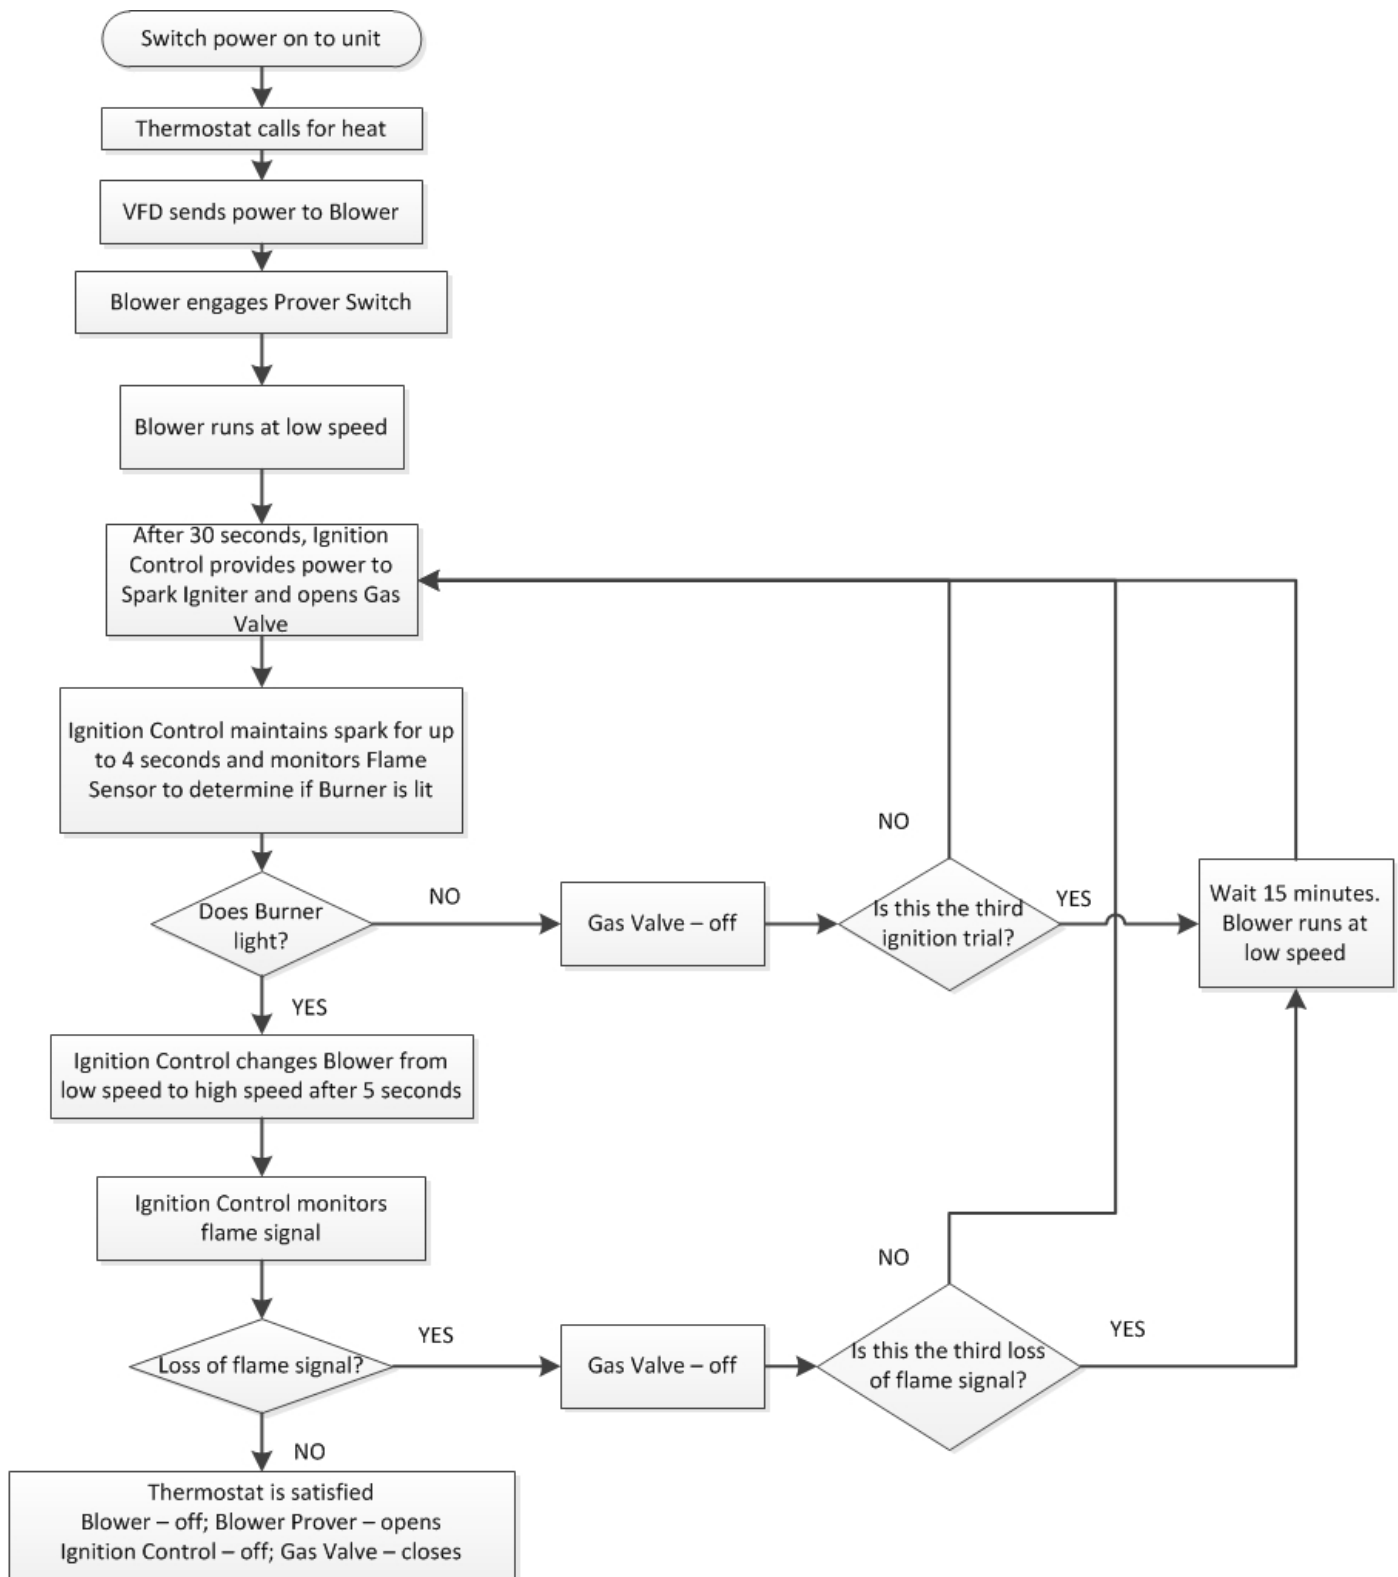 Switch power on to unit
Thermostat calls for heat
VFD sends power to Blower
Blower engages Prover Switch
Blower runs at low speed
After 30 seconds, Ignition
Control provides power to
Spark Igniter and opens Gas
Valve
Ignition Control maintains spark for up
to 4 seconds and monitors Flame
Sensor to determine if Burner is lit
Does Burner
light?
NO
Gas Valve – off
Is this the third
ignition trial?
NO
YES
Wait 15 minutes.
Blower runs at
low speed
YES
Ignition Control changes Blower from
low speed to high speed after 5 seconds
Ignition Control monitors
flame signal
Loss of flame signal?
YES
Gas Valve – off
Is this the third loss
of flame signal?
NO
YES
NO
Thermostat is satisfied
Blower – off; Blower Prover – opens
Ignition Control – off; Gas Valve – closes